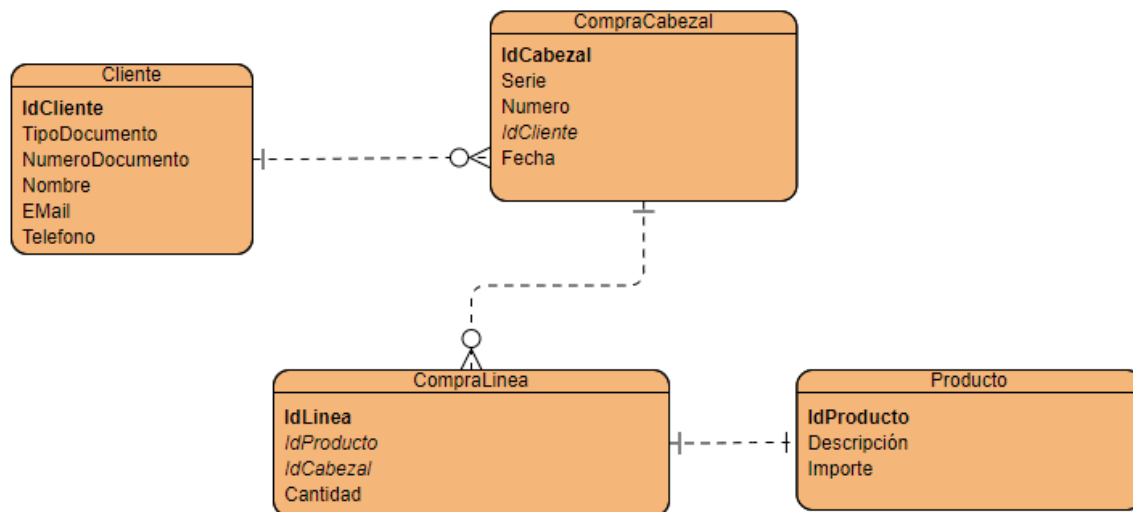 CompraCabezal
IdCabezal
Serie
Numero
IdCliente
Fecha
Cliente
IdCliente
TipoDocumento
NumeroDocumento
Nombre
EMail
Telefono
CompraLinea
IdLinea
IdProducto
IdCabezal
Cantidad
Producto
IdProducto
Descripción
Importe